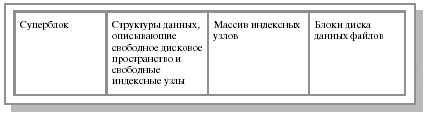 Суперблок
Структуры данных,
описывающие
свободное дисковое
пространство и
свободные
индексные узлы
Массив индексных
узлов
Блоки диска
данных файлов